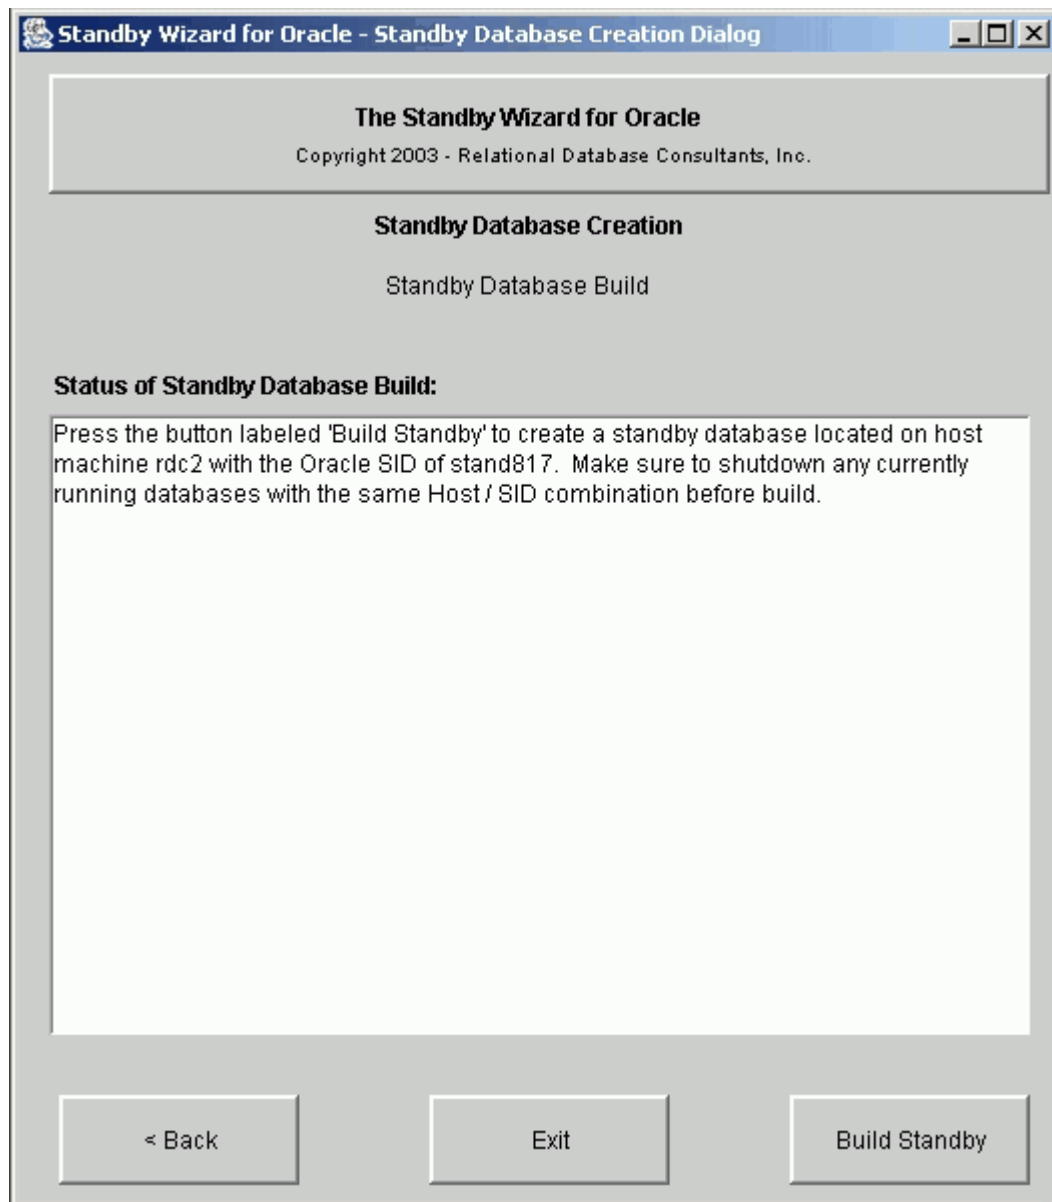 Standby Wizard for Oracle - Standby Database Creation Dialog
The Standby Wizard for Oracle
Copyright 2003 - Relational Database Consultants, Inc.
Standby Database Creation
Standby Database Build
Status of Standby Database Build:
Press the button labeled 'Build Standby' to create a standby database located on host
machine rdc2 with the Oracle SID of stand817.  Make sure to shutdown any currently
running databases with the same Host / SID combination before build.
< Back
Exit
Build Standby